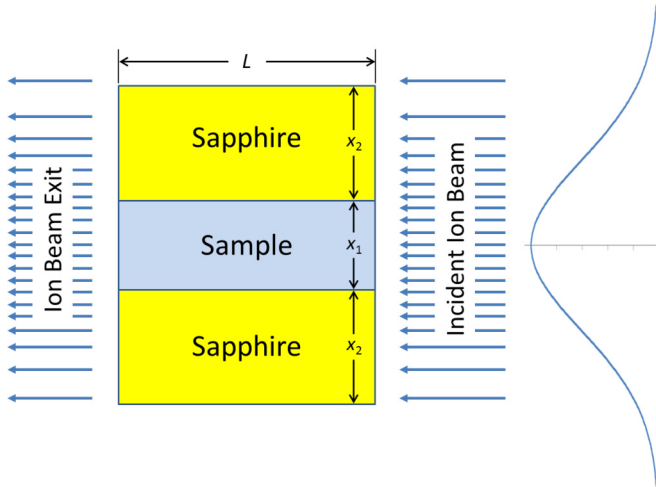 L
Sapphire
x2
Ion Beam Exit
Sample
x1
Incident Ion Beam
Sapphire
x2